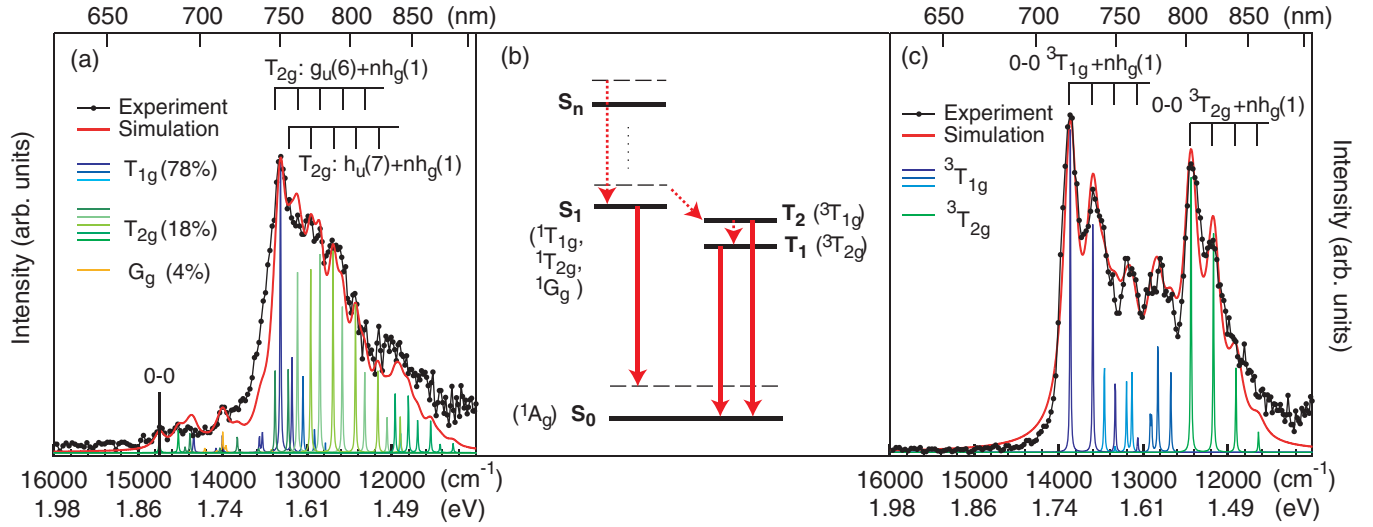 650 700 750 800 850 (nm)
(a)
T2g: gu(6)+nhg(1)
Experiment
Simulation
T2g: hu(7)+nhg(1)
T1g (78%)
T2g (18%)
Gg (4%)
0-0
Intensity (arb. units)
16000 15000 14000 13000 12000 (cm⁻¹)
1.98 1.86 1.74 1.61 1.49 (eV)
(b)
Sn
S1
(¹T1g,
¹T2g,
¹Gg )
T2 (³T1g)
T1 (³T2g)
(¹Ag) S0
650 700 750 800 850 (nm)
(c)
0-0 ³T1g+nhg(1)
0-0 ³T2g+nhg(1)
Experiment
Simulation
³T1g
³T2g
Intensity (arb. units)
16000 15000 14000 13000 12000 (cm⁻¹)
1.98 1.86 1.74 1.61 1.49 (eV)